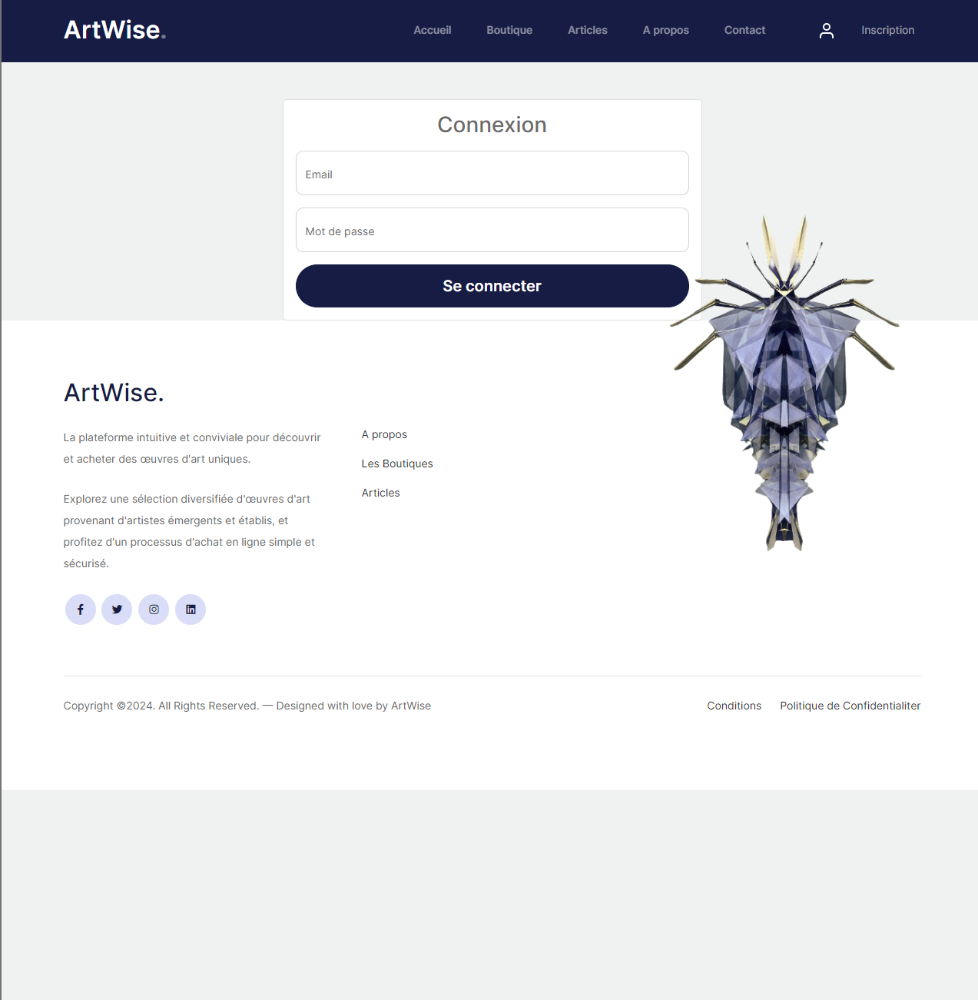 ArtWise.
Accueil
Boutique
Articles
A propos
Contact
Inscription
Connexion
Email
Mot de passe
Se connecter
ArtWise.
La plateforme intuitive et conviviale pour découvrir
et acheter des œuvres d'art uniques.
Explorez une sélection diversifiée d'œuvres d'art
provenant d'artistes émergents et établis, et
profitez d'un processus d'achat en ligne simple et
sécurisé.
A propos
Les Boutiques
Articles
Copyright ©2024. All Rights Reserved. — Designed with love by ArtWise
Conditions
Politique de Confidentialiter